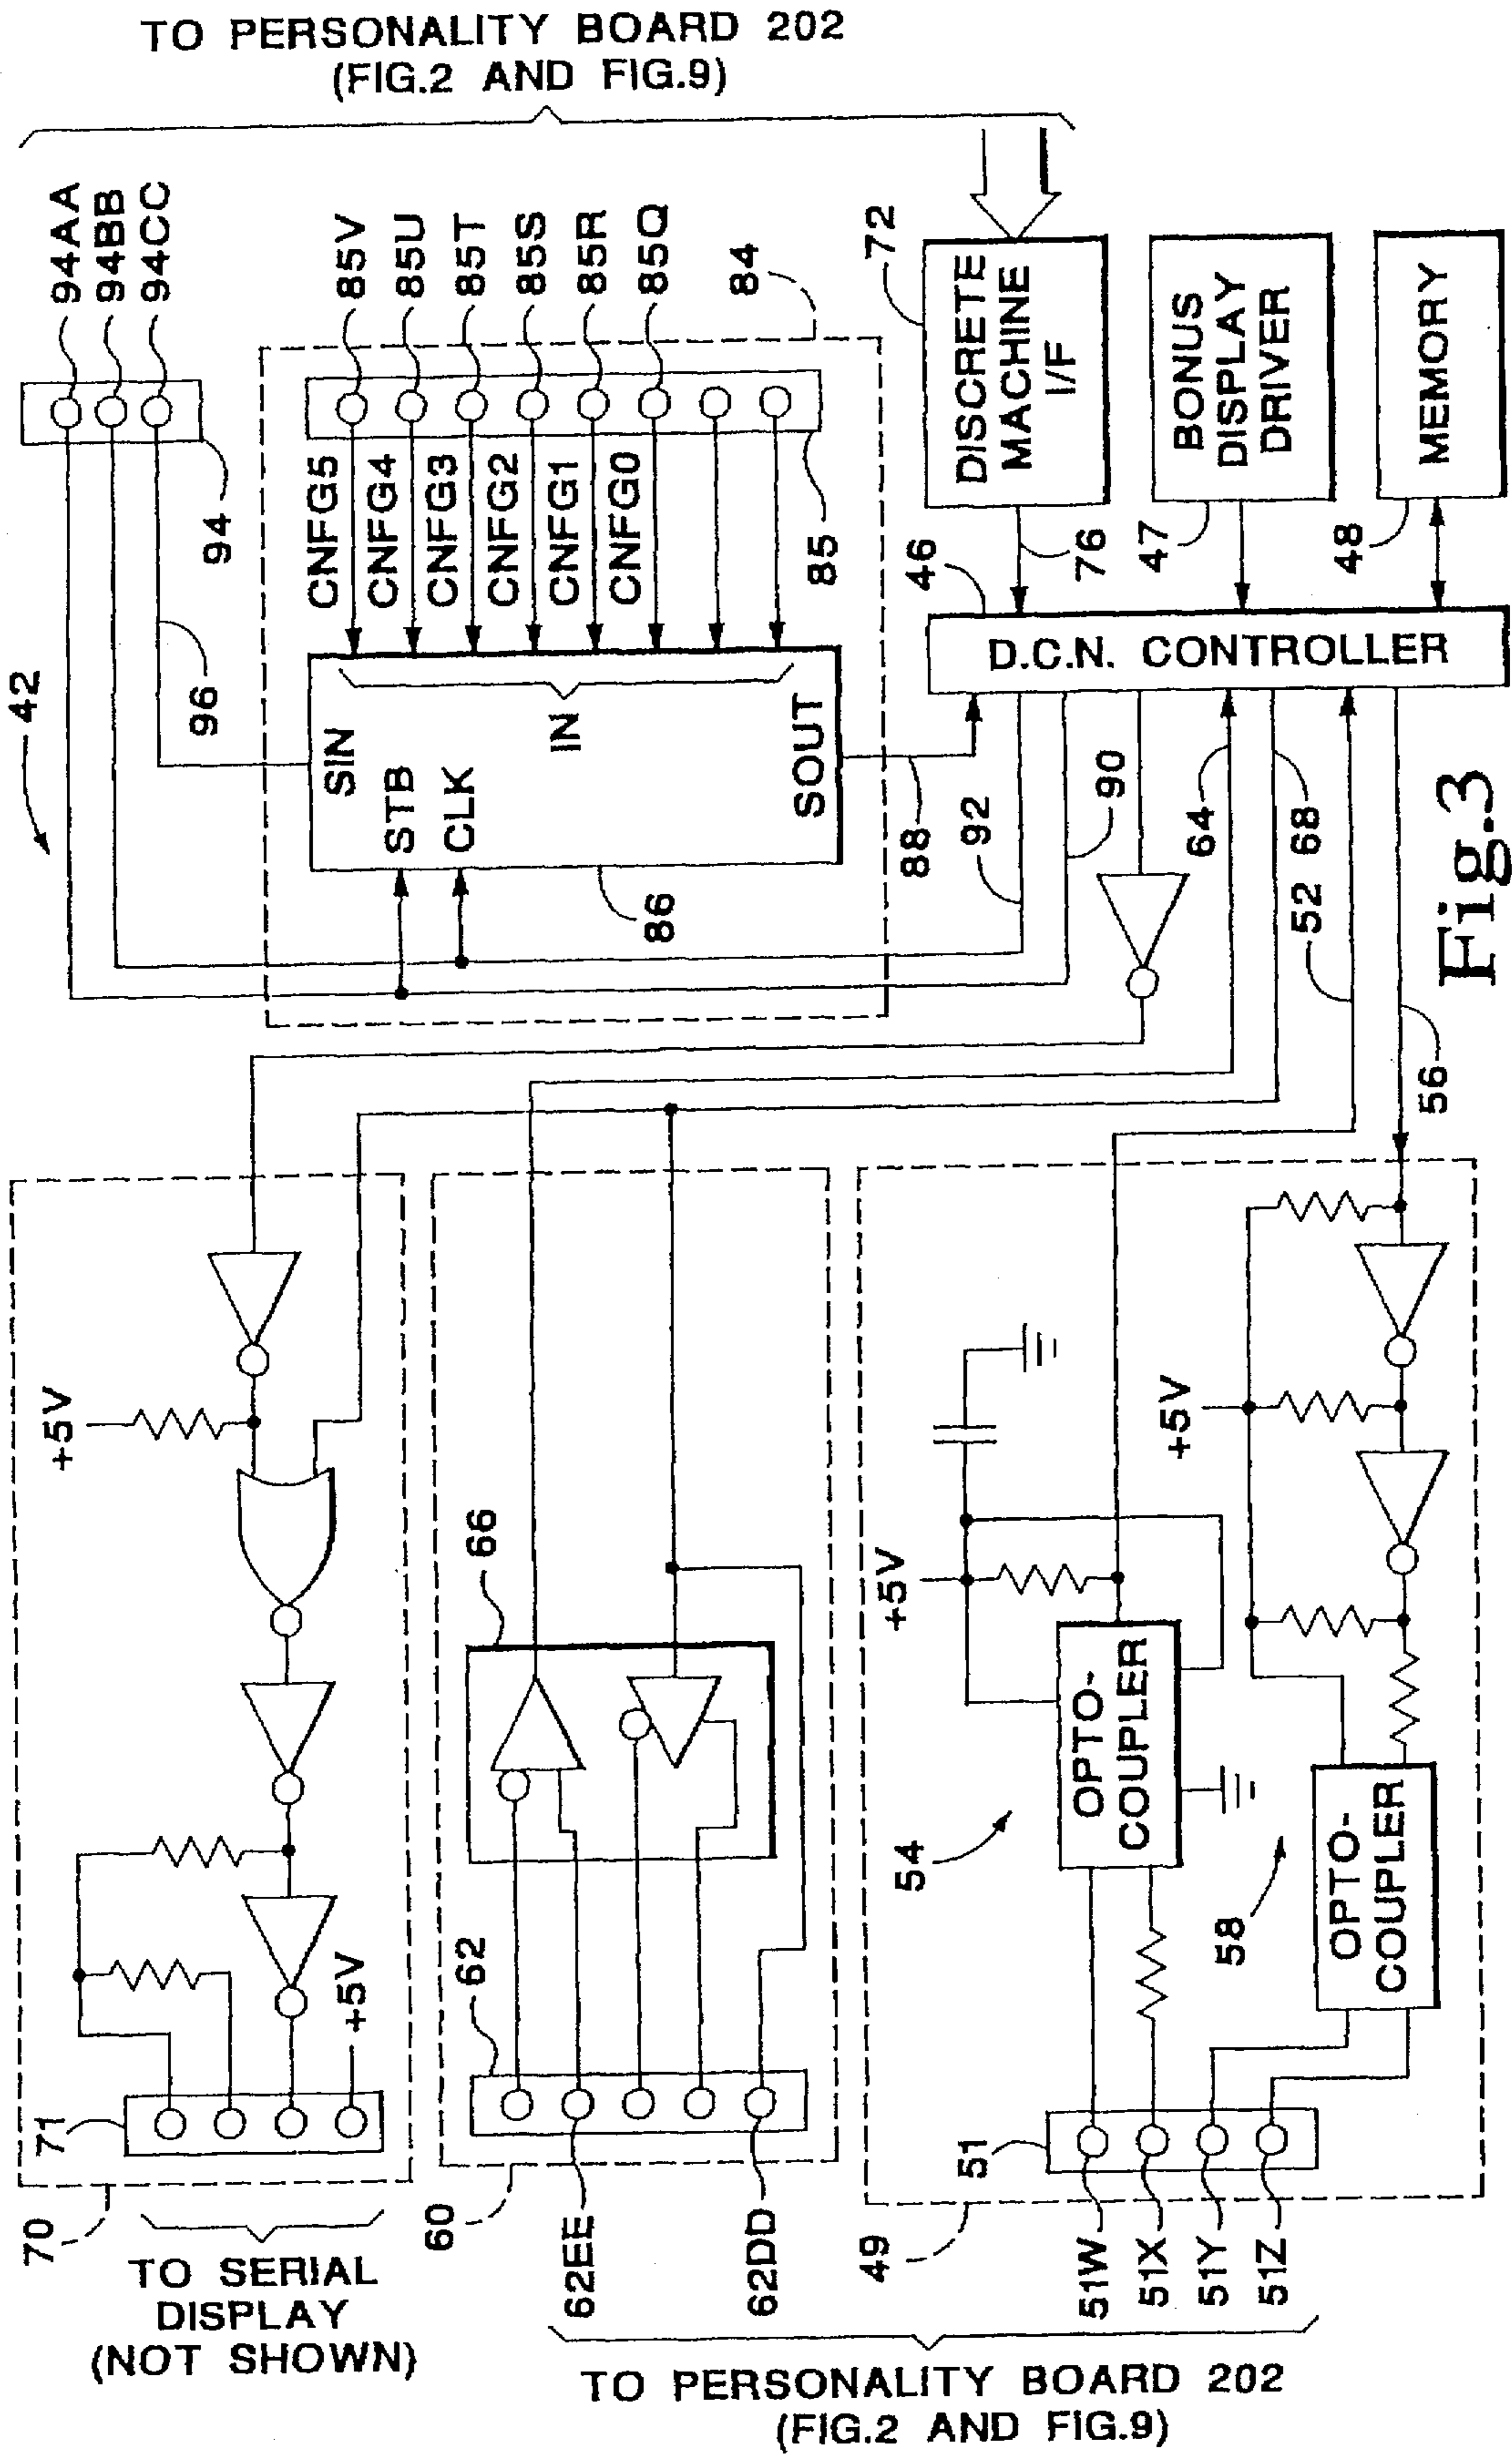 TO PERSONALITY BOARD 202
(FIG.2 AND FIG.9)
94AA
94BB
94CC
85V
85U
85T
85S
85R
85Q
84
72
42
94
96
CNFG5
CNFG4
CNFG3
CNFG2
CNFG1
CNFG0
85
SIN
STB
CLK
IN
SOUT
86
88
DISCRETE
MACHINE
I/F
BONUS
DISPLAY
DRIVER
MEMORY
46
76
47
48
D.C.N. CONTROLLER
92
90
64
68
52
56
Fig.3
+5V
66
+5V
+5V
OPTO-
COUPLER
54
58
OPTO-
COUPLER
+5V
71
62
51
70
60
49
TO SERIAL
DISPLAY
(NOT SHOWN)
62EE
62DD
51W
51X
51Y
51Z
TO PERSONALITY BOARD 202
(FIG.2 AND FIG.9)